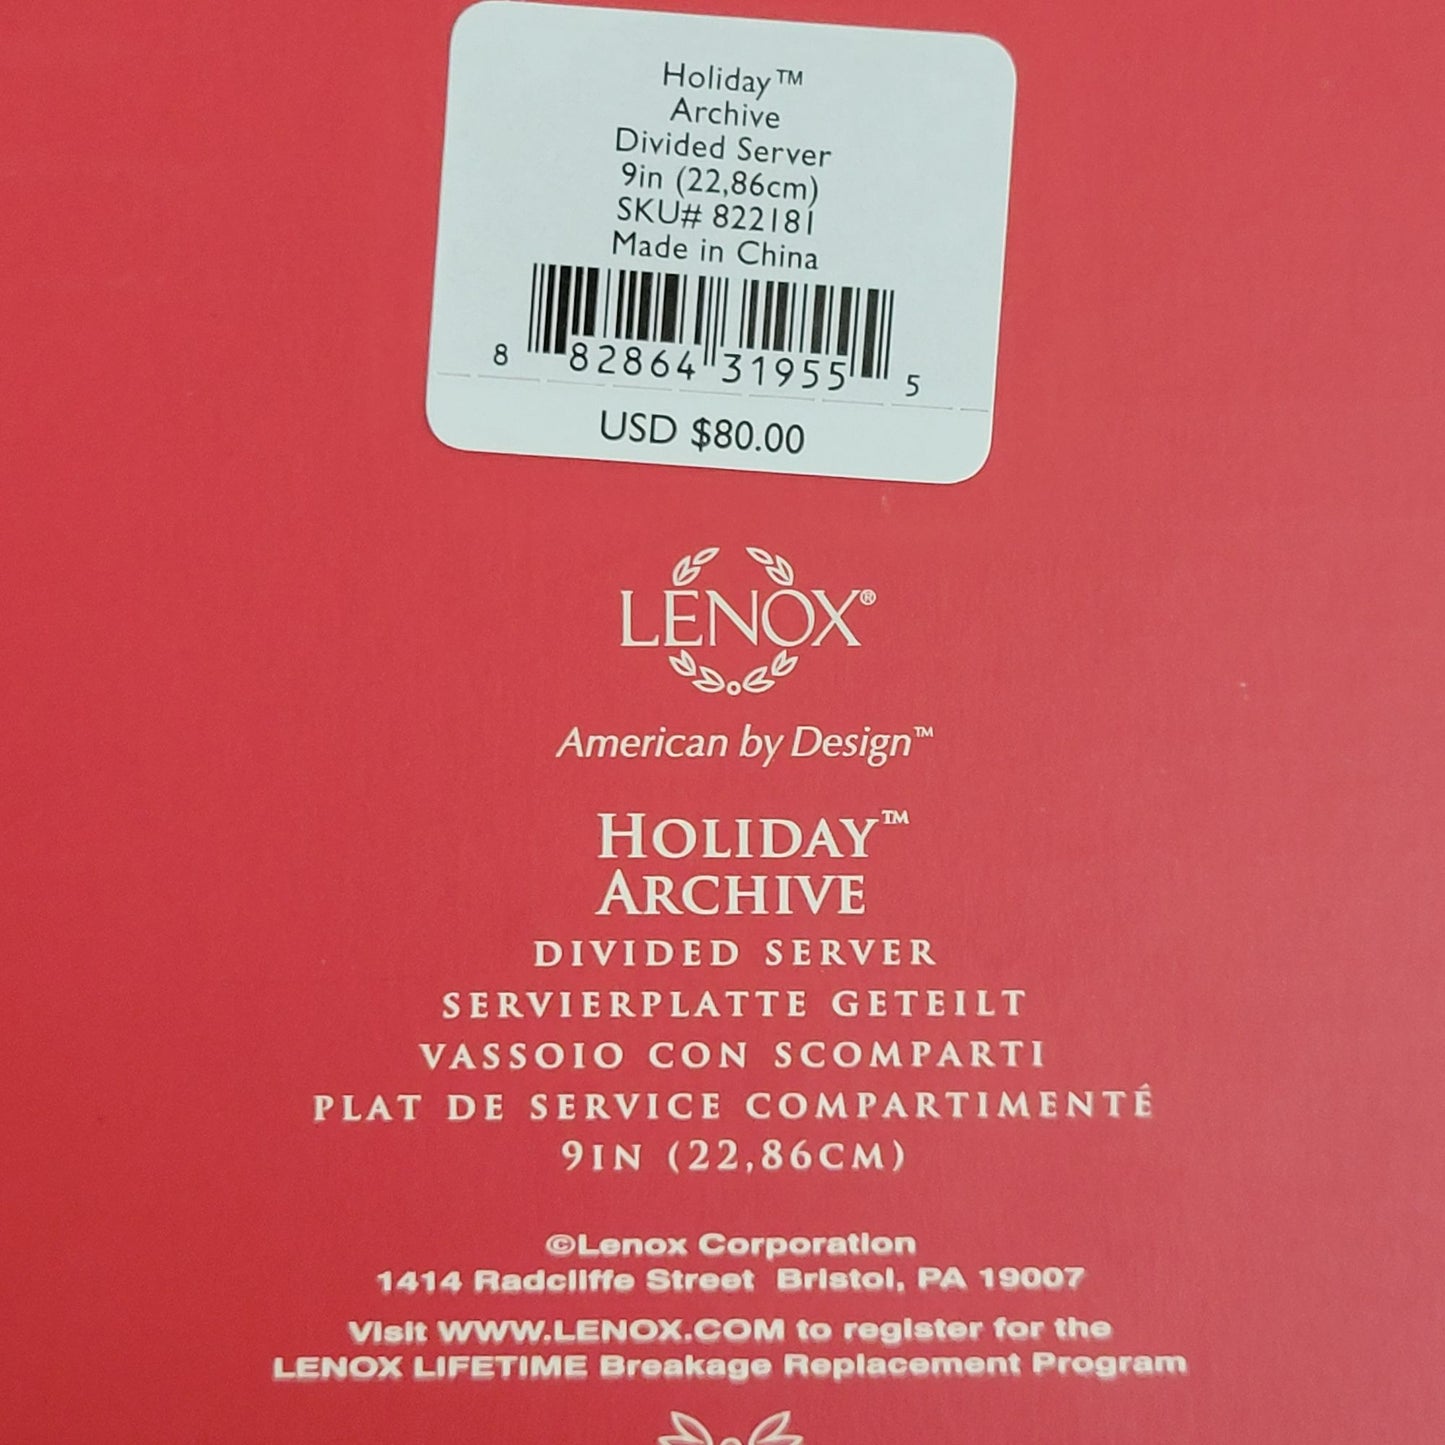 Holiday™
Archive
Divided Server
9in (22,86cm)
SKU# 822181
Made in China
8 82864 31955 5
USD $80.00
LENOX®
American by Design™
HOLIDAY™
ARCHIVE
DIVIDED SERVER
SERVIERPLATTE GETEILT
VASSOIO CON SCOMPARTI
PLAT DE SERVICE COMPARTIMENTÉ
9IN (22,86CM)
©Lenox Corporation
1414 Radcliffe Street Bristol, PA 19007
Visit WWW.LENOX.COM to register for the
LENOX LIFETIME Breakage Replacement Program